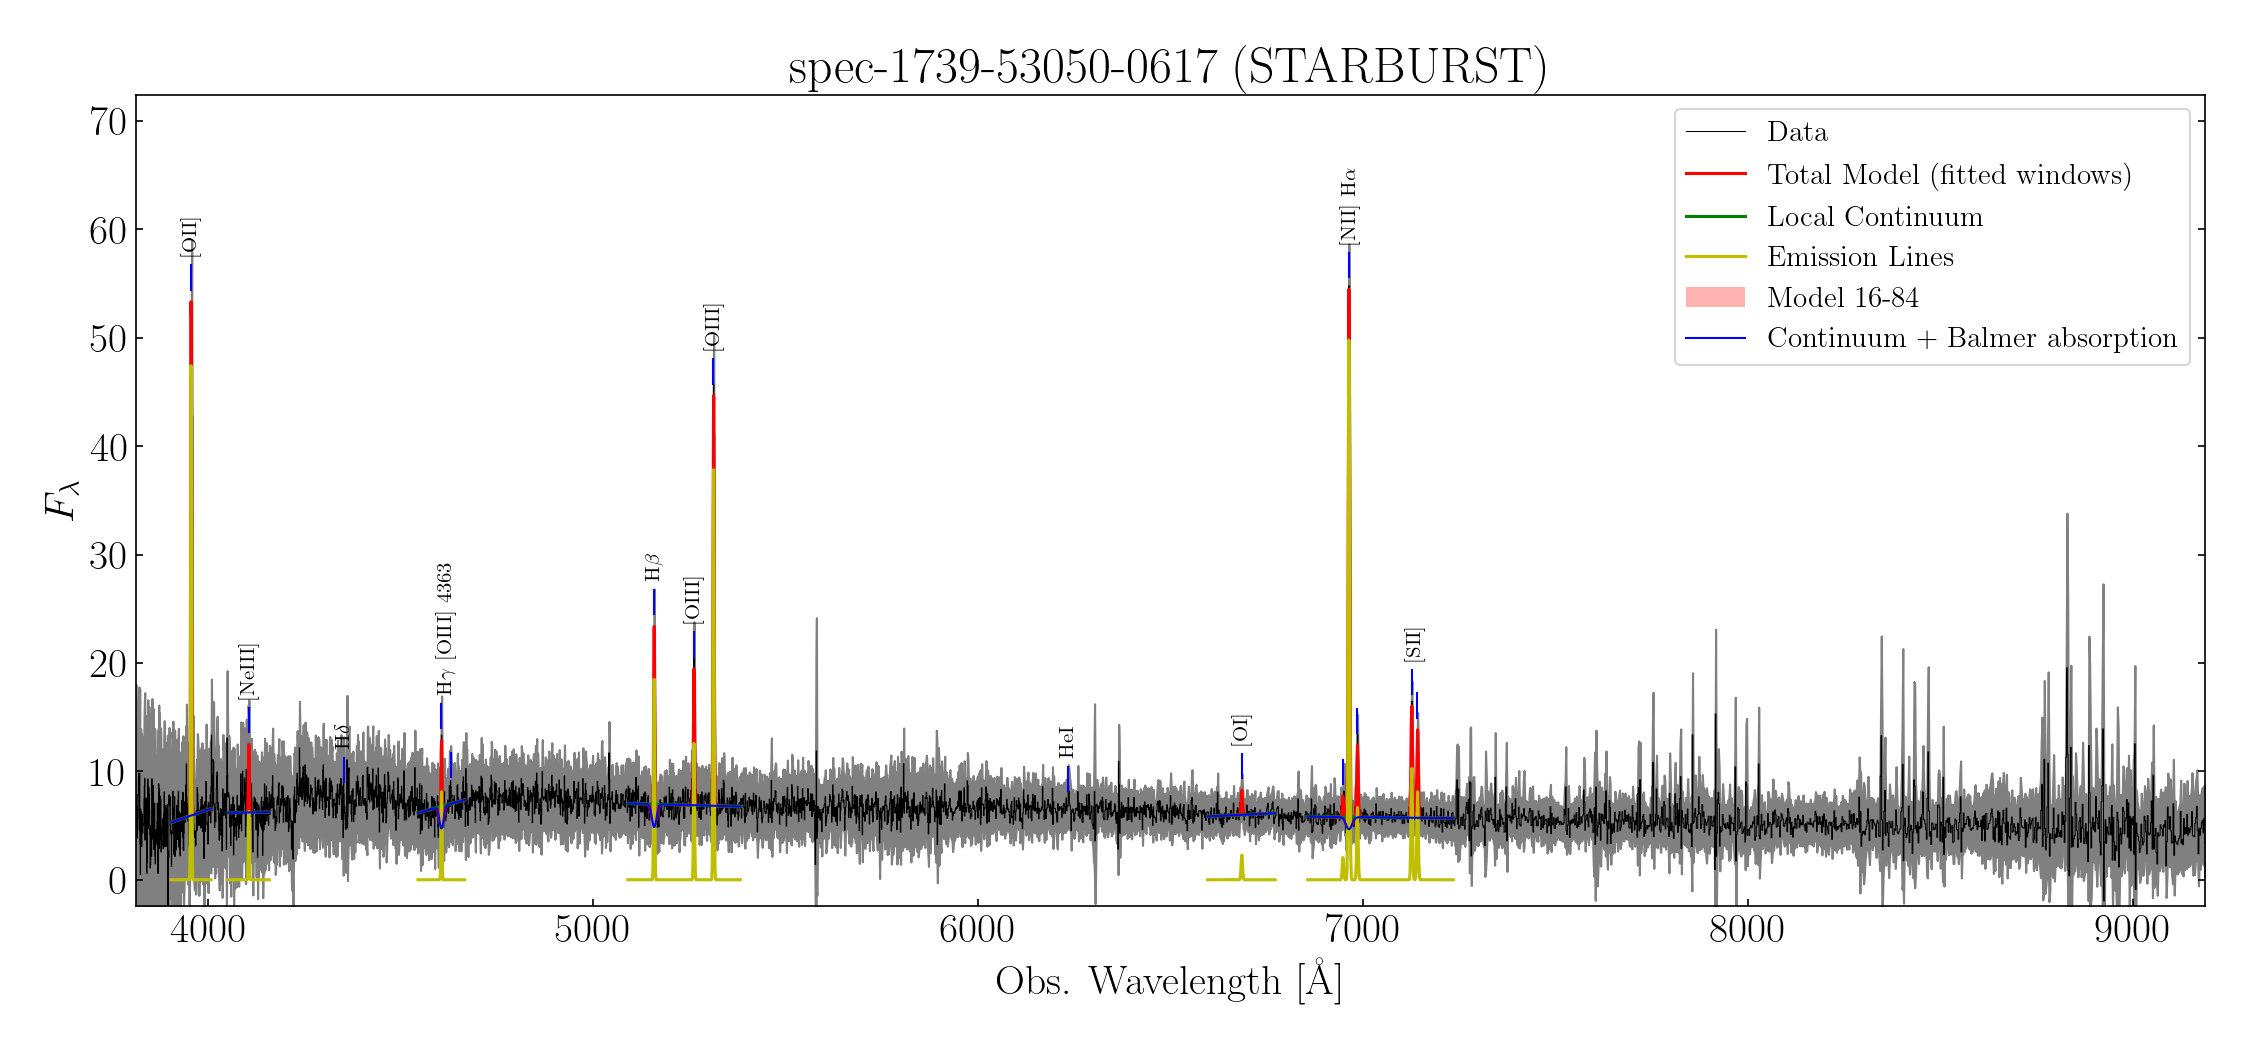 spec-1739-53050-0617 (STARBURST)
Data
Total Model (fitted windows)
Local Continuum
Emission Lines
Model 16-84
Continuum + Balmer absorption
[OII]
[NeIII]
Hδ
Hγ [OIII] 4363
Hβ
[OIII]
[OIII]
HeI
[OI]
[NII] Hα
[SII]
70
60
50
40
30
20
10
0
Fλ
4000
5000
6000
7000
8000
9000
Obs. Wavelength [Å]